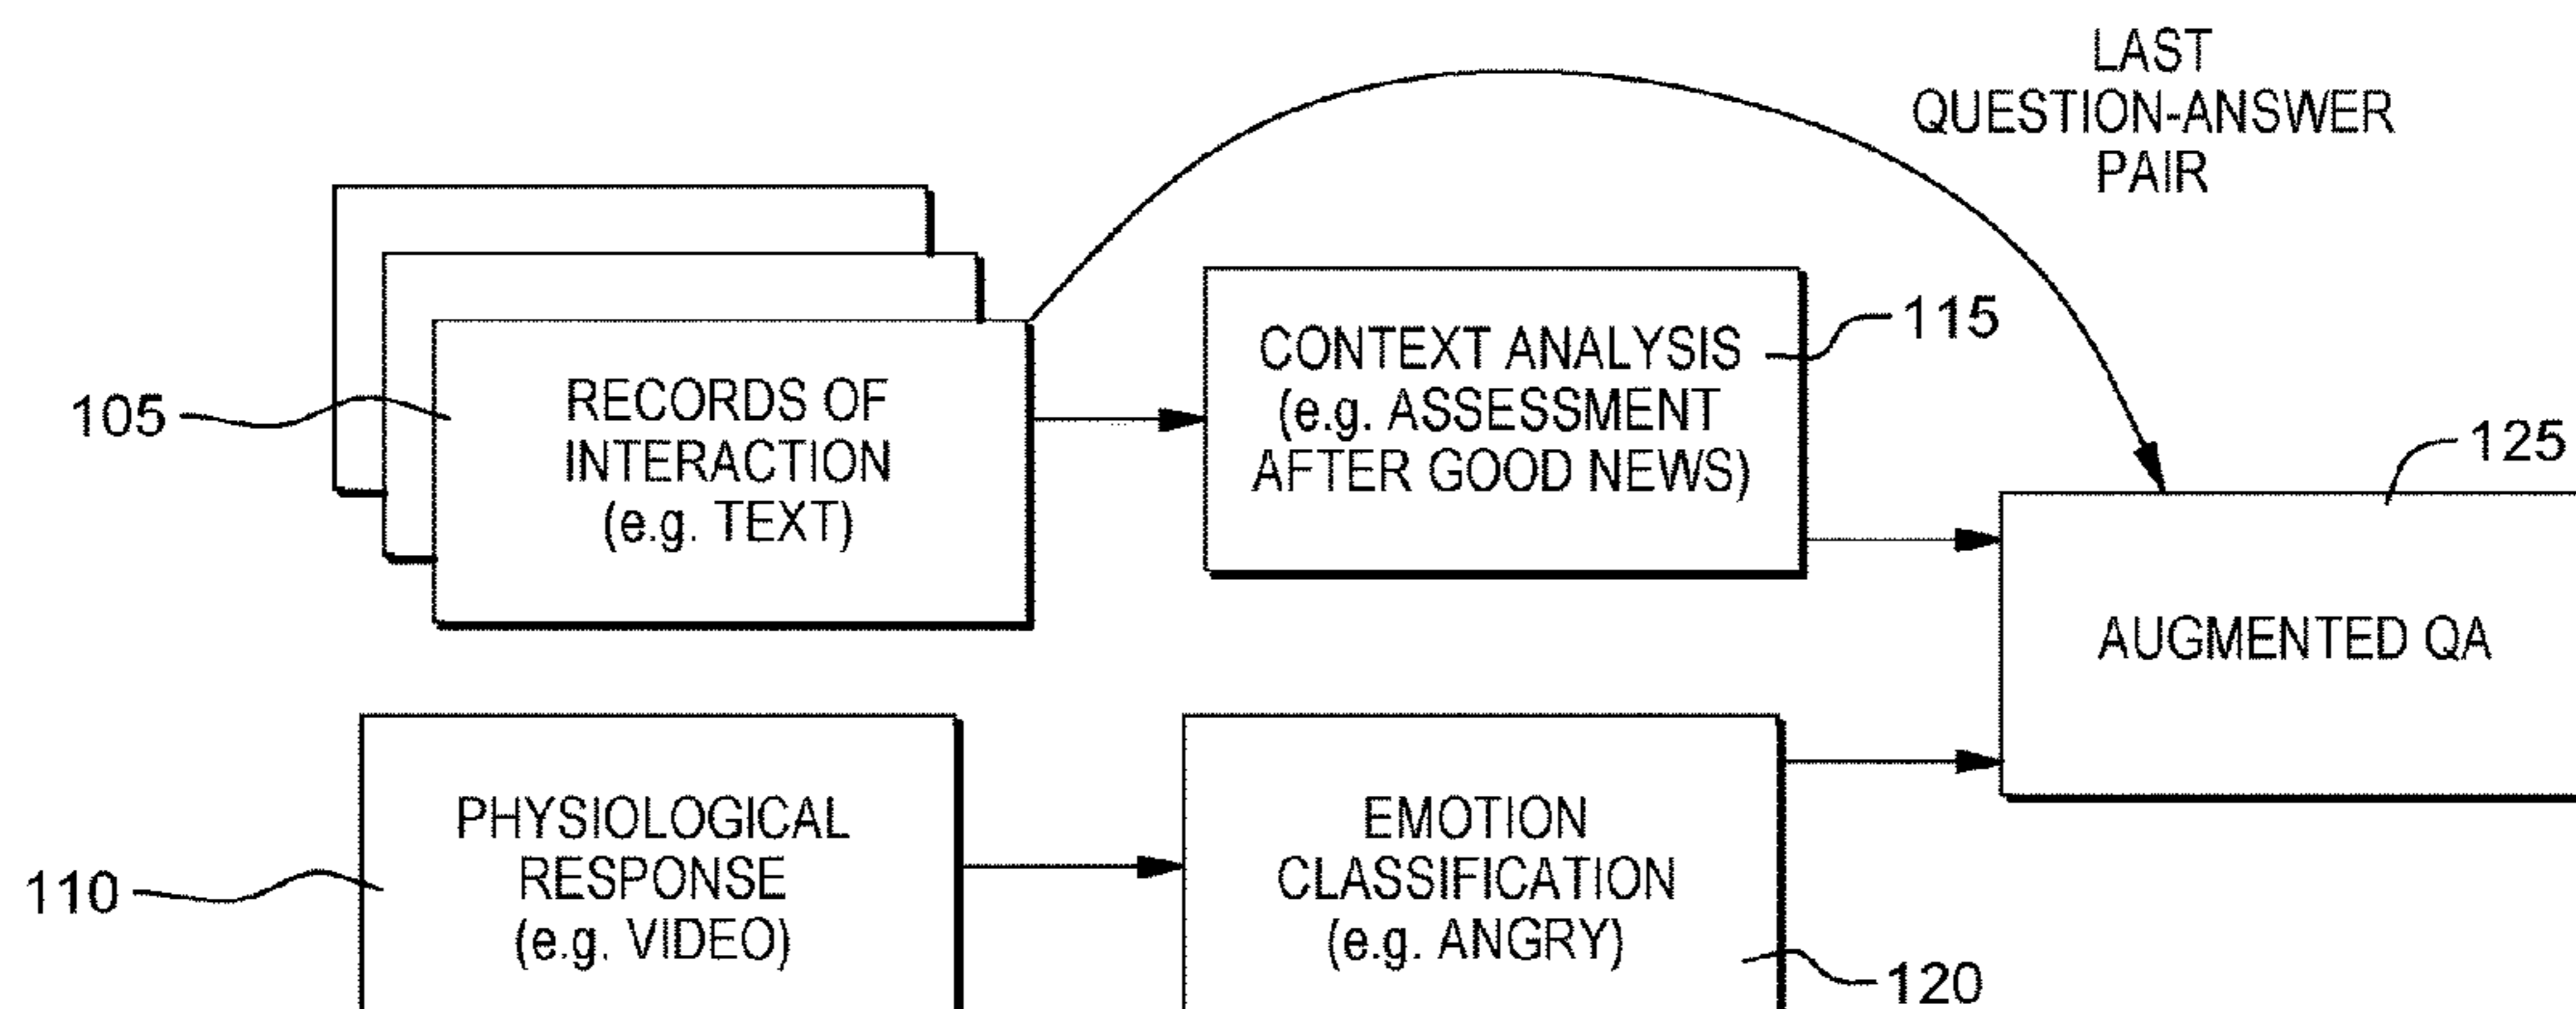 LAST
QUESTION-ANSWER
PAIR
105
RECORDS OF
INTERACTION
(e.g. TEXT)
CONTEXT ANALYSIS
(e.g. ASSESSMENT
AFTER GOOD NEWS)
115
125
AUGMENTED QA
110
PHYSIOLOGICAL
RESPONSE
(e.g. VIDEO)
EMOTION
CLASSIFICATION
(e.g. ANGRY)
120